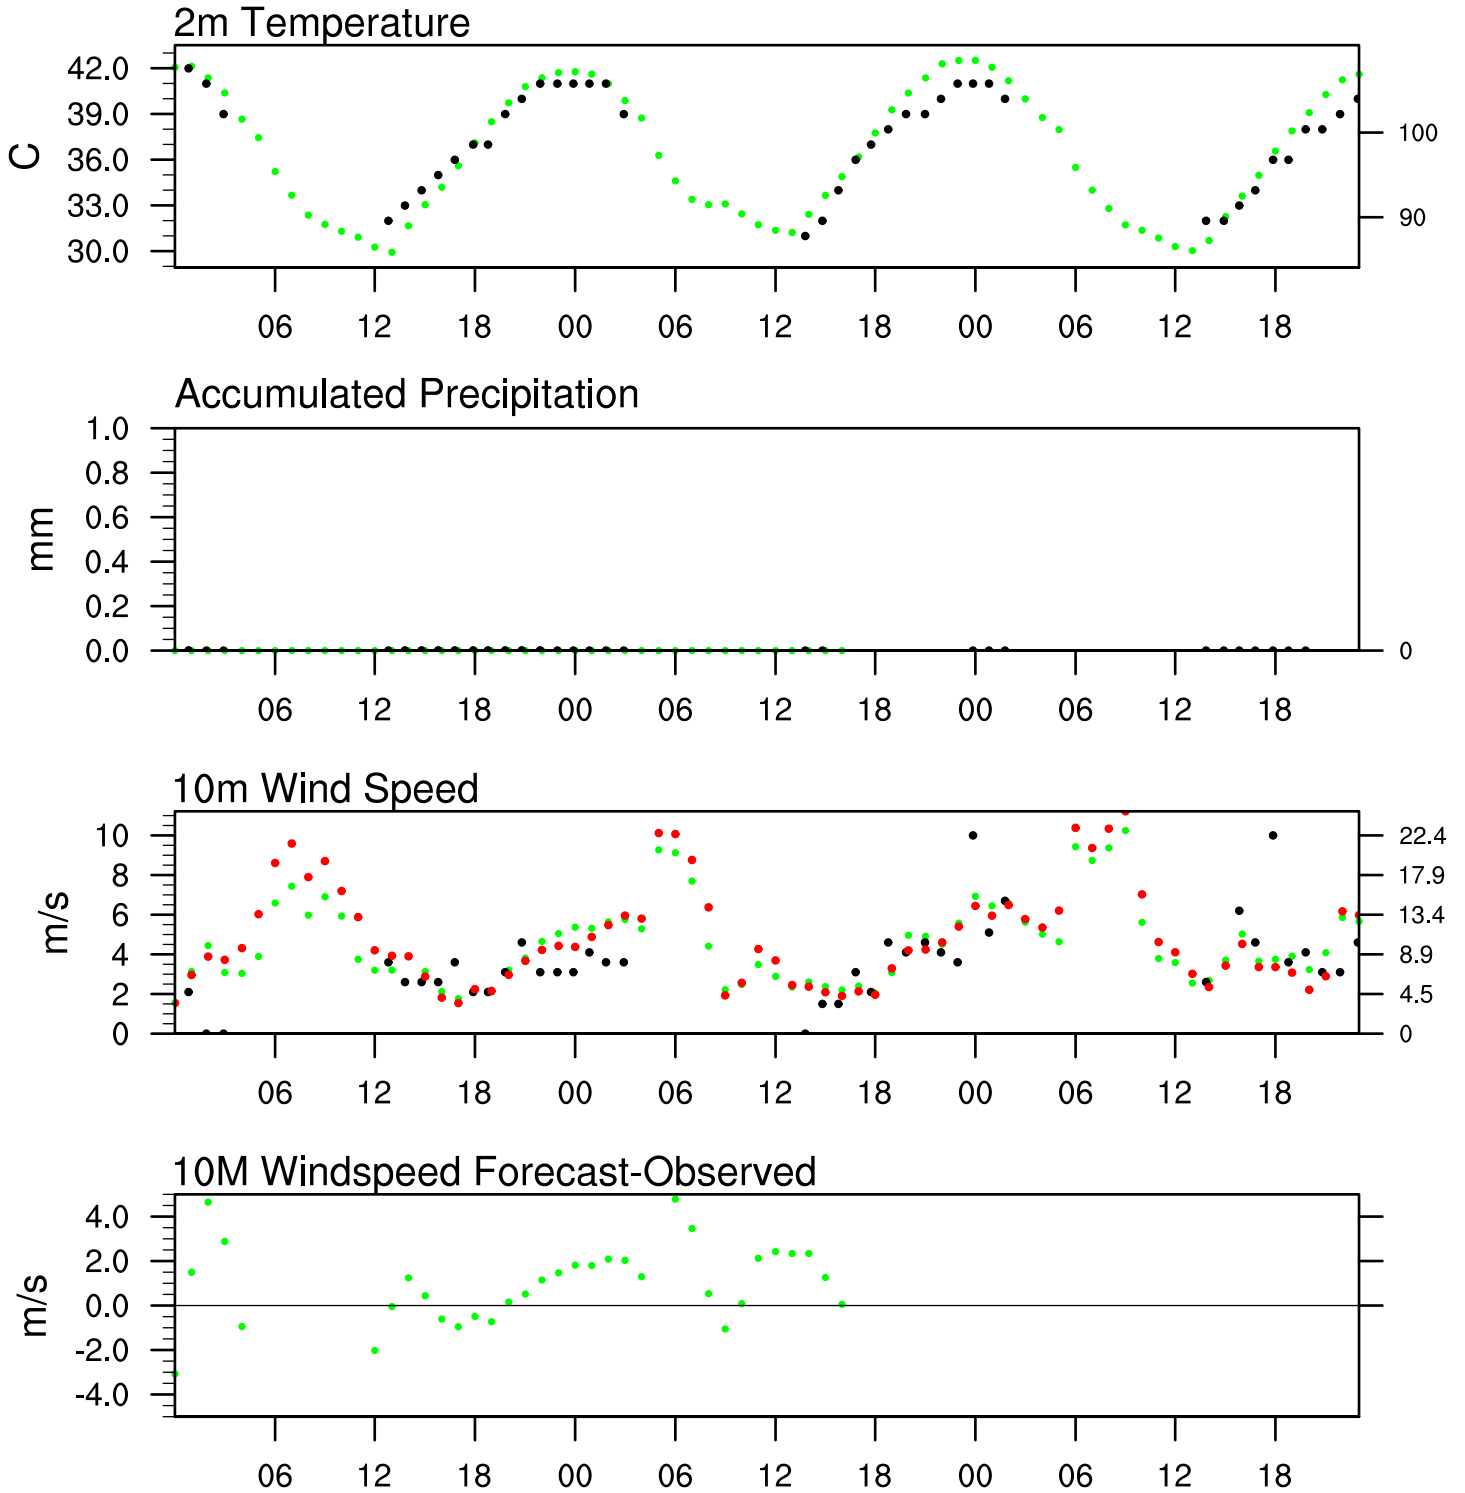 2m Temperature
42.0
39.0
36.0
33.0
30.0
C
100
90
06 12 18 00 06 12 18 00 06 12 18
Accumulated Precipitation
1.0
0.8
0.6
0.4
0.2
0.0
mm
0
06 12 18 00 06 12 18 00 06 12 18
10m Wind Speed
10
8
6
4
2
0
m/s
22.4
17.9
13.4
8.9
4.5
0
06 12 18 00 06 12 18 00 06 12 18
10M Windspeed Forecast-Observed
4.0
2.0
0.0
-2.0
-4.0
m/s
06 12 18 00 06 12 18 00 06 12 18